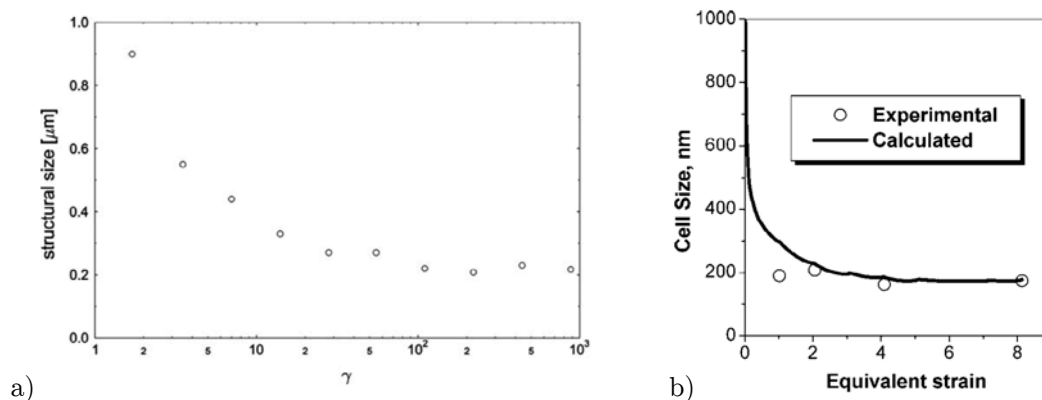 1.0
0.8
0.6
0.4
0.2
0.0
structural size [μm]
1 2 5 10 2 5 10² 2 5 10³
γ
a)
1000
800
600
400
200
0
Cell Size, nm
Experimental
Calculated
0 2 4 6 8
Equivalent strain
b)